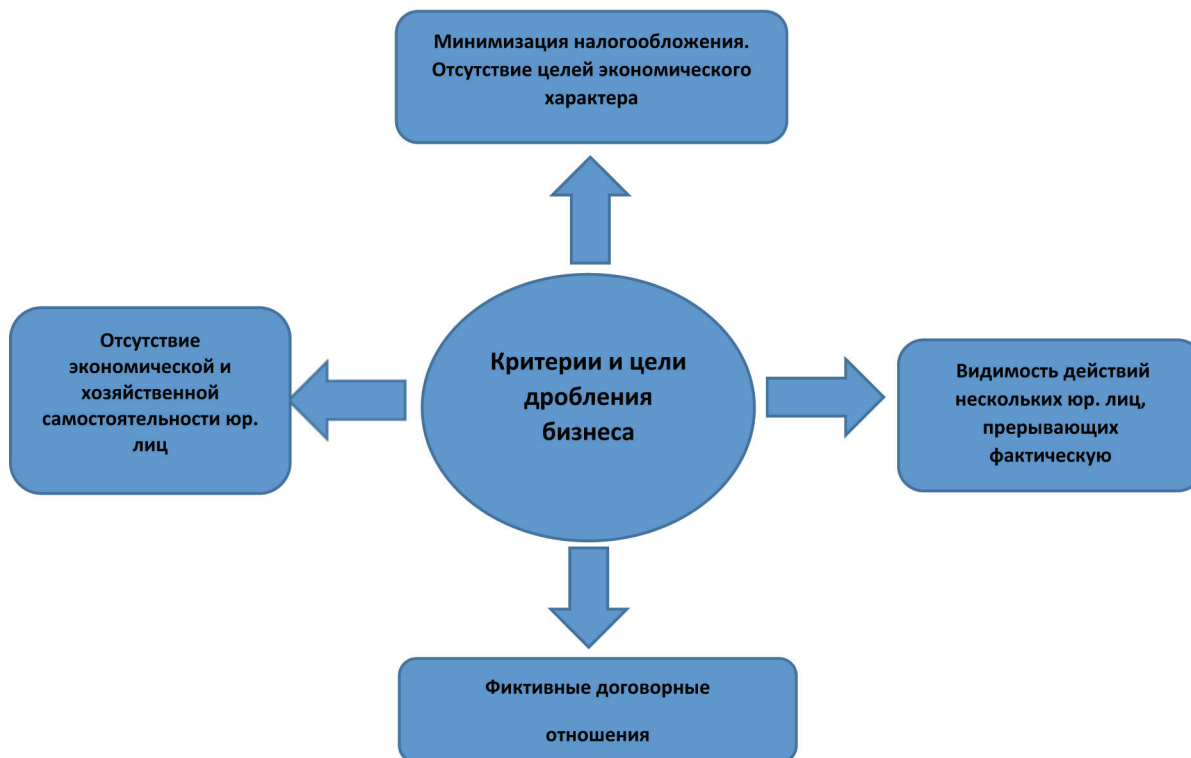 Минимизация налогообложения.
Отсутствие целей экономического
характера
Отсутствие
экономической и
хозяйственной
самостоятельности юр.
лиц
Критерии и цели
дробления
бизнеса
Видимость действий
нескольких юр. лиц,
прерывающих
фактическую
Фиктивные договорные
отношения